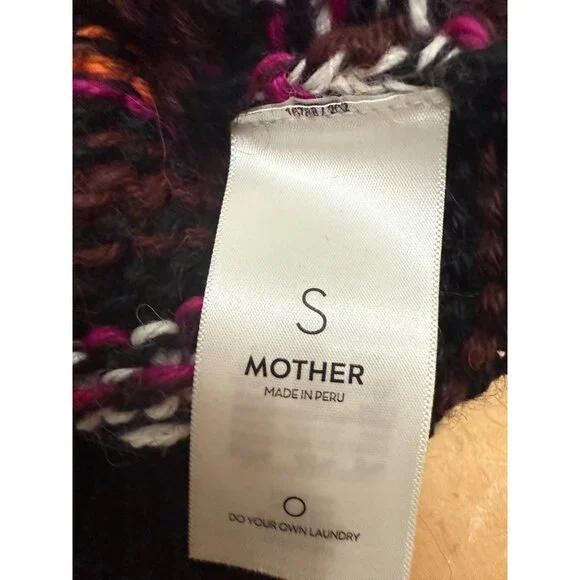 S
MOTHER
MADE IN PERU
O
DO YOUR OWN LAUNDRY